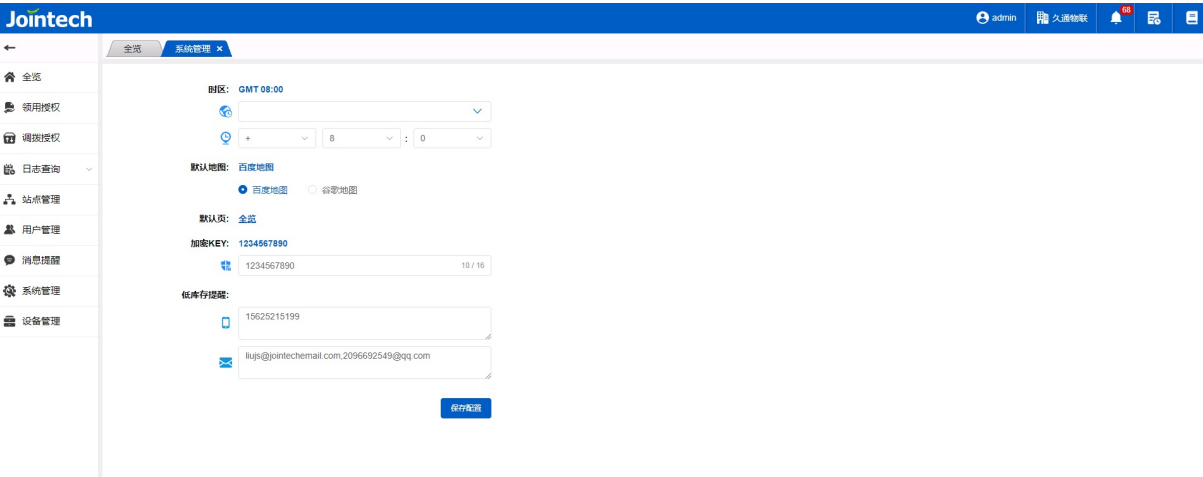 Jointech
admin 久通物联 68
全览 系统管理 ×
全览
领用授权
调拨授权
日志查询
站点管理
用户管理
消息提醒
系统管理
设备管理
时区: GMT 08:00
+ 8 : 0
默认地图: 百度地图
百度地图 谷歌地图
默认页: 全览
加密KEY: 1234567890
1234567890 10 / 16
低库存提醒:
15625215199
liujs@jointechemail.com,2096692549@qq.com
保存配置